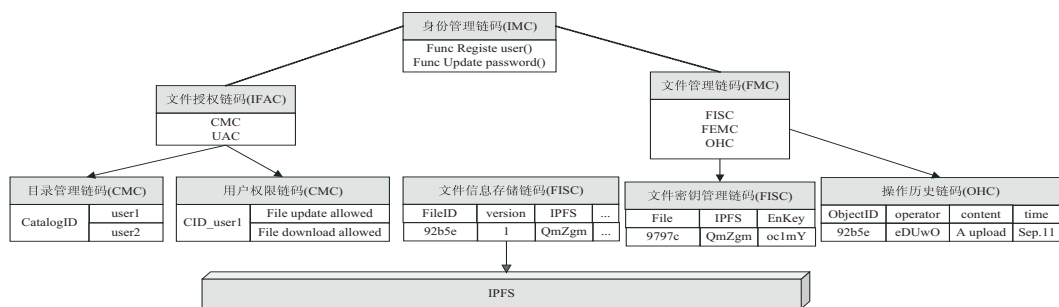 身份管理链码(IMC)
Func Registe user()
Func Update password()
文件授权链码(IFAC)
CMC
UAC
文件管理链码(FMC)
FISC
FEMC
OHC
目录管理链码(CMC)
CatalogID
user1
user2
用户权限链码(CMC)
CID_user1
File update allowed
File download allowed
文件信息存储链码(FISC)
FileID version IPFS ...
92b5e 1 QmZgm ...
文件密钥管理链码(FISC)
File IPFS EnKey
9797c QmZgm oc1mY
操作历史链码(OHC)
ObjectID operator content time
92b5e eDUwO A upload Sep.11
IPFS